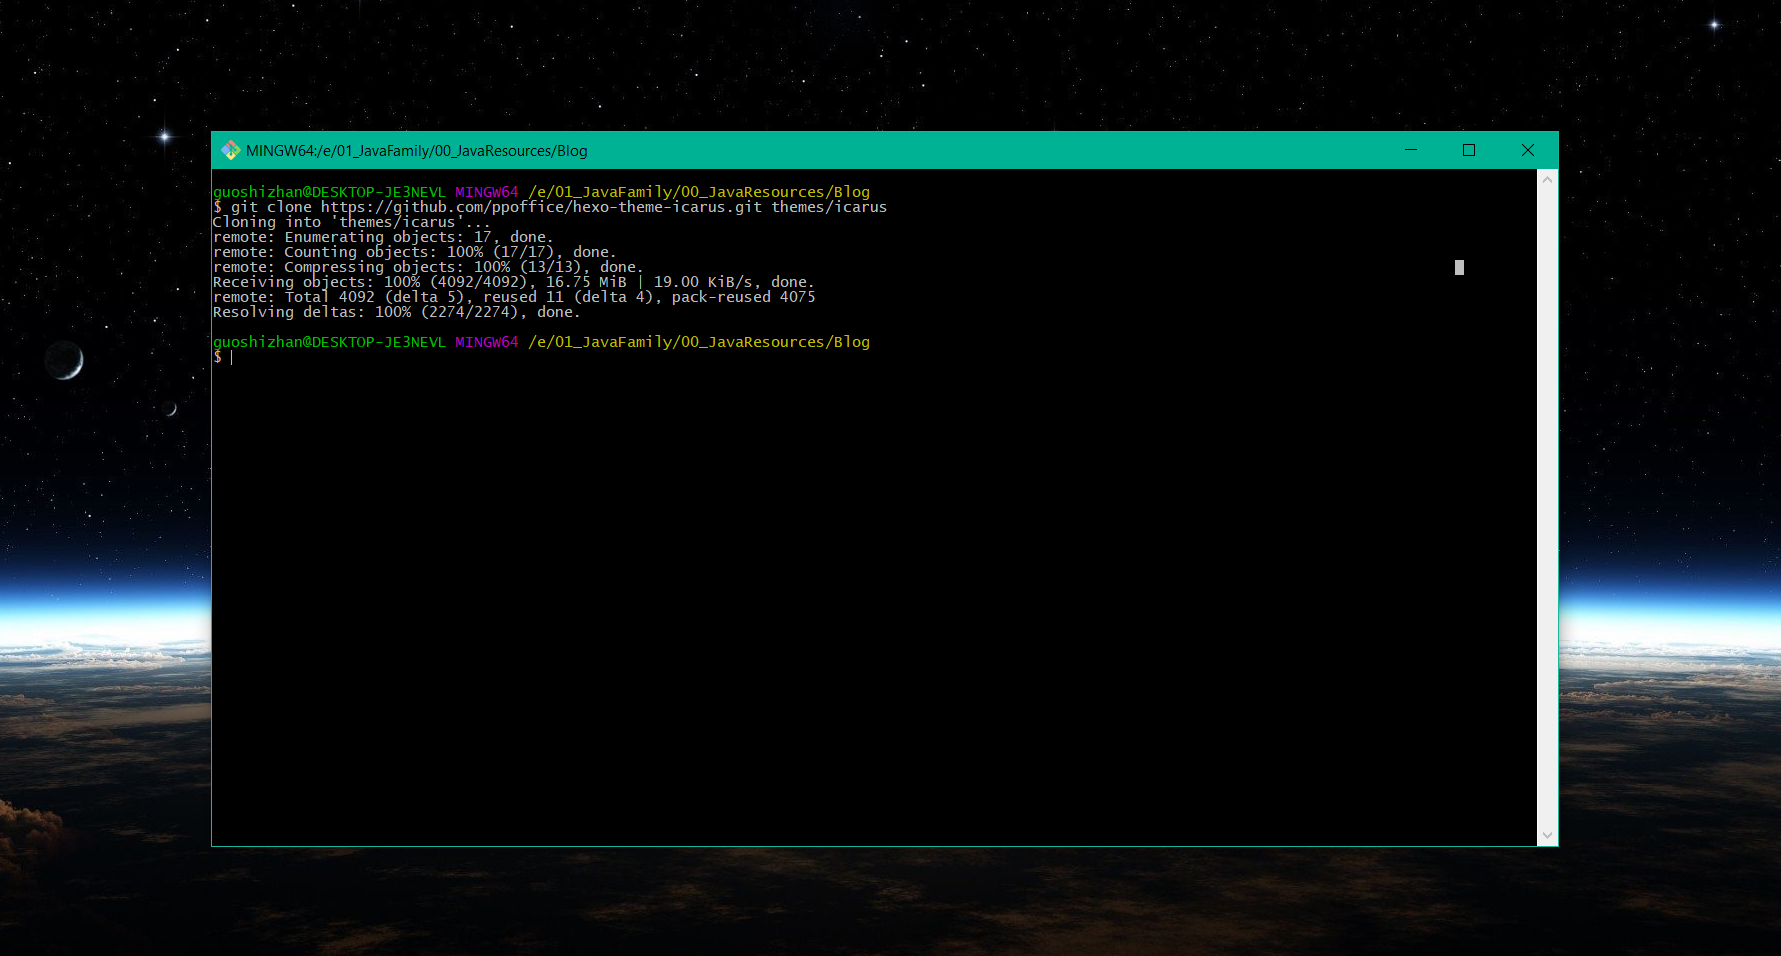 MINGW64:/e/01_JavaFamily/00_JavaResources/Blog
guoshizhan@DESKTOP-JE3NEVL MINGW64 /e/01_JavaFamily/00_JavaResources/Blog
$ git clone https://github.com/ppoffice/hexo-theme-icarus.git themes/icarus
Cloning into 'themes/icarus'...
remote: Enumerating objects: 17, done.
remote: Counting objects: 100% (17/17), done.
remote: Compressing objects: 100% (13/13), done.
Receiving objects: 100% (4092/4092), 16.75 MiB | 19.00 KiB/s, done.
remote: Total 4092 (delta 5), reused 11 (delta 4), pack-reused 4075
Resolving deltas: 100% (2274/2274), done.
guoshizhan@DESKTOP-JE3NEVL MINGW64 /e/01_JavaFamily/00_JavaResources/Blog
$